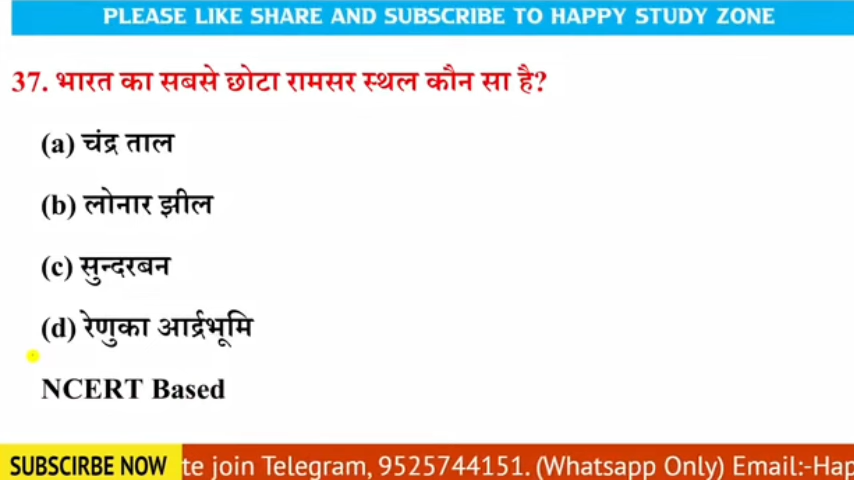 PLEASE LIKE SHARE AND SUBSCRIBE TO HAPPY STUDY ZONE
37. भारत का सबसे छोटा रामसर स्थल कौन सा है?
(a) चंद्र ताल
(b) लोनार झील
(c) सुन्दरबन
(d) रेणुका आर्द्रभूमि
NCERT Based
SUBSCIRBE NOW te join Telegram, 9525744151. (Whatsapp Only) Email:-Hap